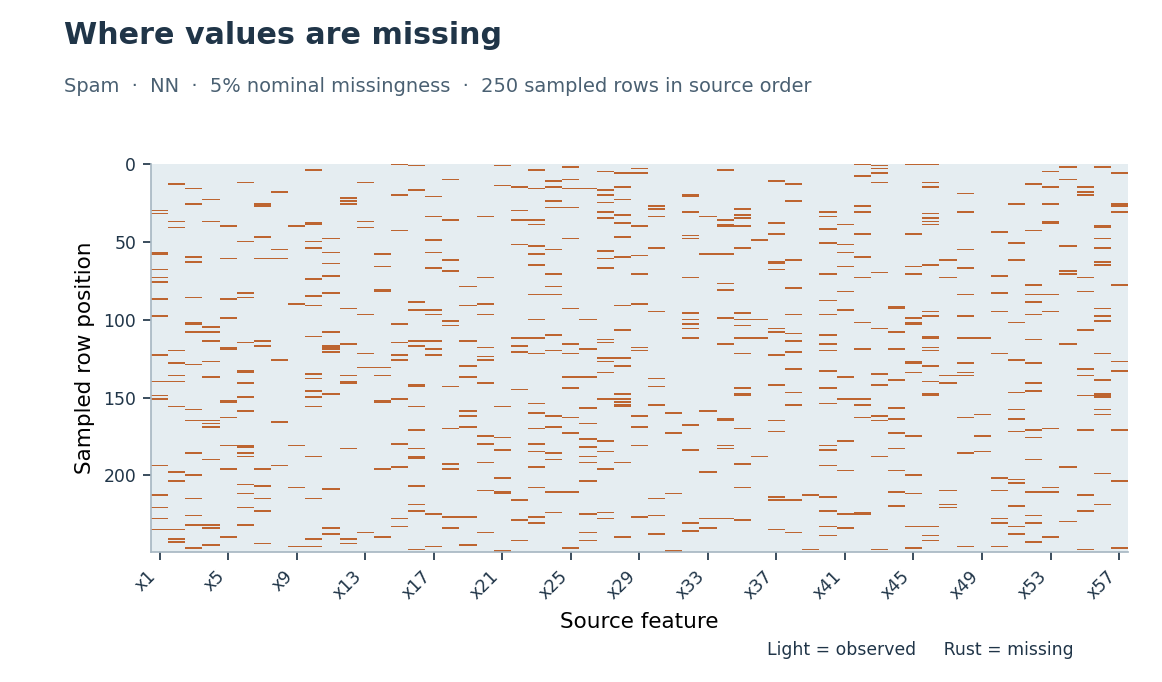 Where values are missing
Spam · NN · 5% nominal missingness · 250 sampled rows in source order
0
50
100
150
200
Sampled row position
x1 x5 x9 x13 x17 x21 x25 x29 x33 x37 x41 x45 x49 x53 x57
Source feature
Light = observed Rust = missing